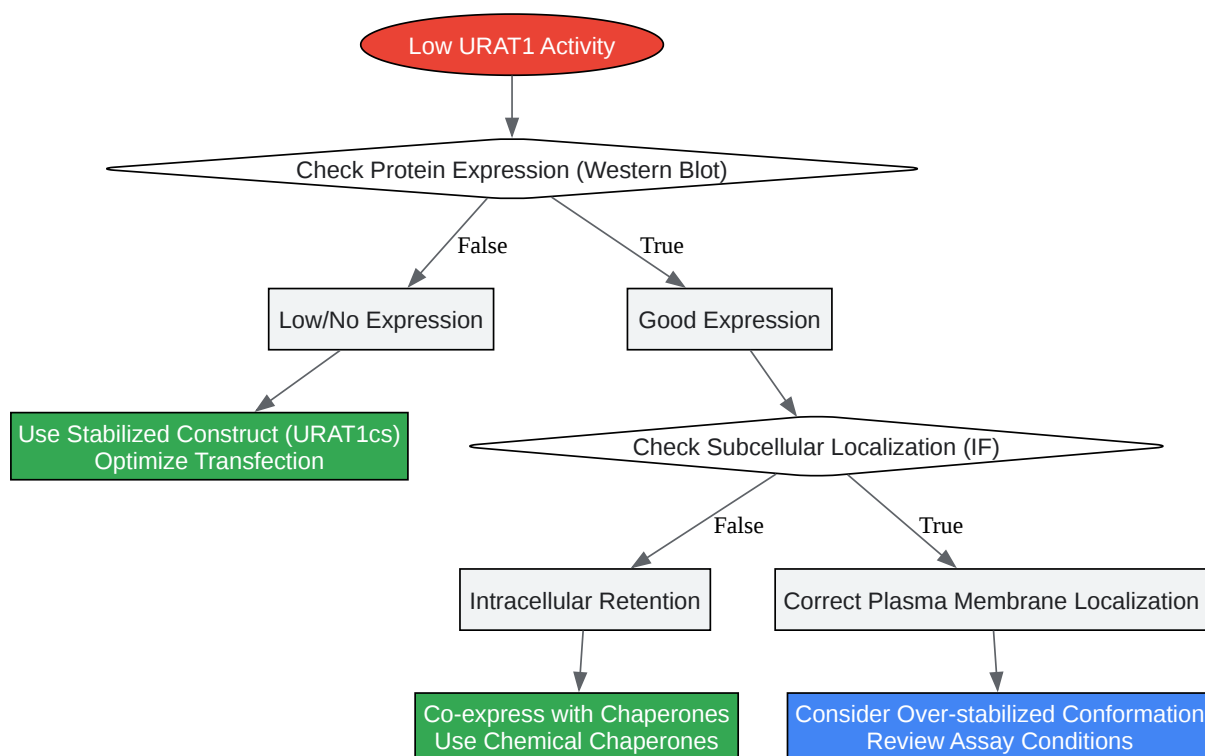 Low URAT1 Activity
Check Protein Expression (Western Blot)
False
True
Low/No Expression
Good Expression
Use Stabilized Construct (URAT1cs)
Optimize Transfection
Check Subcellular Localization (IF)
False
True
Intracellular Retention
Correct Plasma Membrane Localization
Co-express with Chaperones
Use Chemical Chaperones
Consider Over-stabilized Conformation
Review Assay Conditions